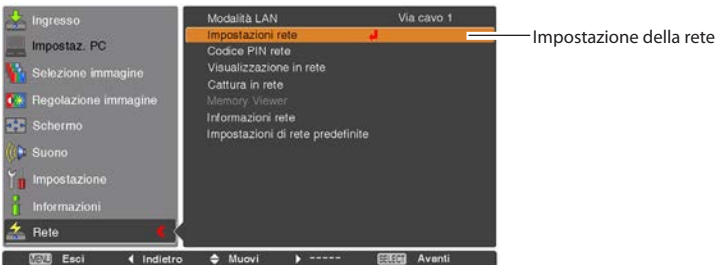 Ingresso
Impostaz. PC
Selezione immagine
Regolazione immagine
Schermo
Suono
Impostazione
Informazioni
Rete
Modalità LAN Via cavo 1
Impostazioni rete
Codice PIN rete
Visualizzazione in rete
Cattura in rete
Memory Viewer
Informazioni rete
Impostazioni di rete predefinite
Impostazione della rete
MENU Esci Indietro Muovi ----- SELECT Avanti